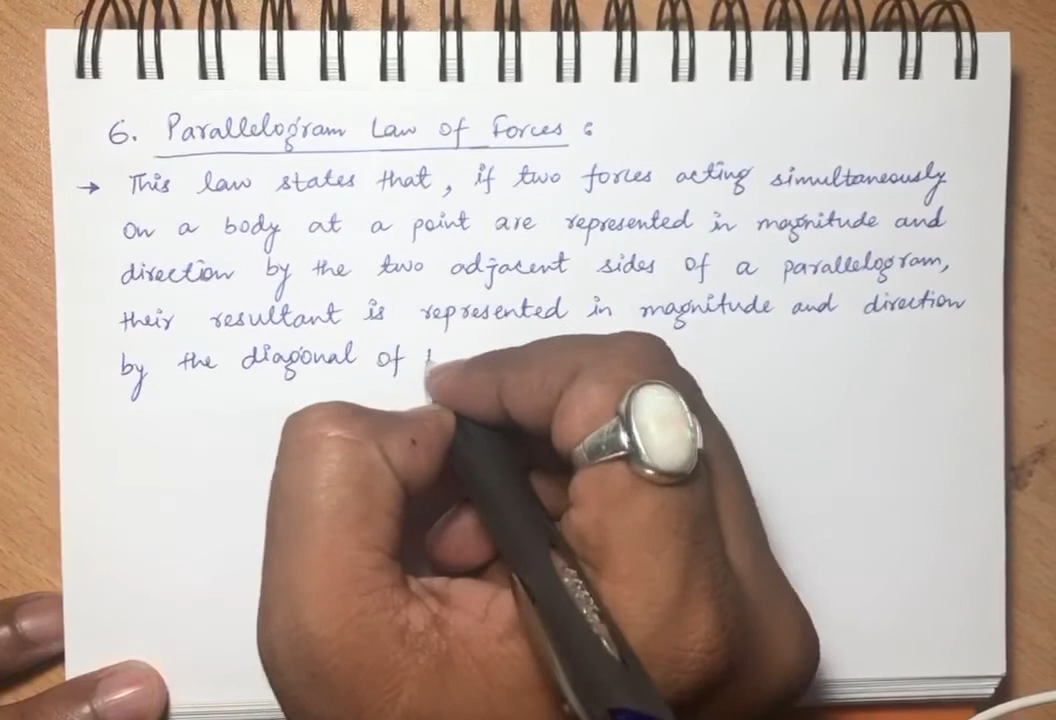 6. Parallelogram Law of Forces :
→ This law states that, if two forces acting simultaneously
on a body at a point are represented in magnitude and
direction by the two adjacent sides of a parallelogram,
their resultant is represented in magnitude and direction
by the diagonal of